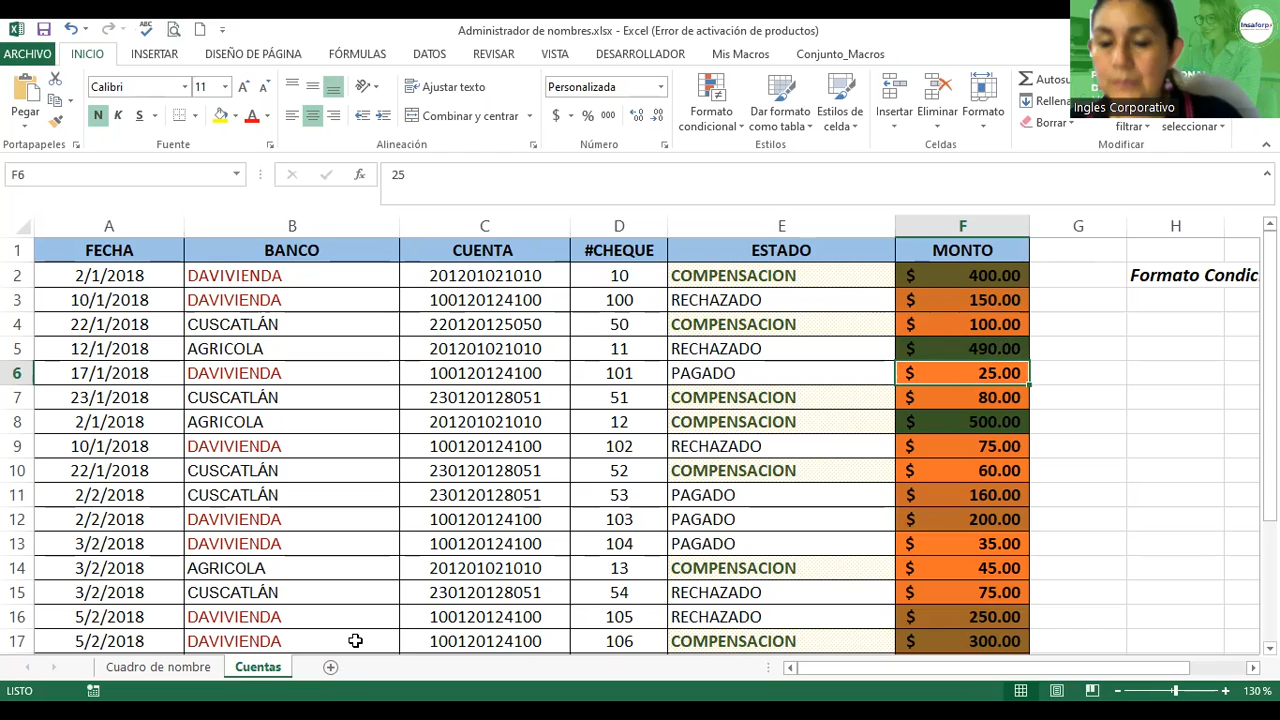 Administrador de nombres.xlsx - Excel (Error de activación de productos)
Insaforp
ARCHIVO INICIO INSERTAR DISEÑO DE PÁGINA FÓRMULAS DATOS REVISAR VISTA DESARROLLADOR Mis Macros Conjunto_Macros
Ingles Corporativo
Pegar
Calibri 11
N K S
Ajustar texto
Combinar y centrar
Personalizada
$ % 000
Formato condicional
Dar formato como tabla
Estilos de celda
Insertar Eliminar Formato
Autosu
Rellena
Borrar
filtrar seleccionar
Portapapeles Fuente Alineación Número Estilos Celdas Modificar
F6 25
A B C D E F G H
1 FECHA BANCO CUENTA #CHEQUE ESTADO MONTO
2 2/1/2018 DAVIVIENDA 201201021010 10 COMPENSACION $ 400.00 Formato Condic
3 10/1/2018 DAVIVIENDA 100120124100 100 RECHAZADO $ 150.00
4 22/1/2018 CUSCATLÁN 220120125050 50 COMPENSACION $ 100.00
5 12/1/2018 AGRICOLA 201201021010 11 RECHAZADO $ 490.00
6 17/1/2018 DAVIVIENDA 100120124100 101 PAGADO $ 25.00
7 23/1/2018 CUSCATLÁN 230120128051 51 COMPENSACION $ 80.00
8 2/1/2018 AGRICOLA 201201021010 12 COMPENSACION $ 500.00
9 10/1/2018 DAVIVIENDA 100120124100 102 RECHAZADO $ 75.00
10 22/1/2018 CUSCATLÁN 230120128051 52 COMPENSACION $ 60.00
11 2/2/2018 CUSCATLÁN 230120128051 53 PAGADO $ 160.00
12 2/2/2018 DAVIVIENDA 100120124100 103 PAGADO $ 200.00
13 3/2/2018 DAVIVIENDA 100120124100 104 PAGADO $ 35.00
14 3/2/2018 AGRICOLA 201201021010 13 COMPENSACION $ 45.00
15 3/2/2018 CUSCATLÁN 230120128051 54 RECHAZADO $ 75.00
16 5/2/2018 DAVIVIENDA 100120124100 105 RECHAZADO $ 250.00
17 5/2/2018 DAVIVIENDA 100120124100 106 COMPENSACION $ 300.00
Cuadro de nombre Cuentas
LISTO 130 %